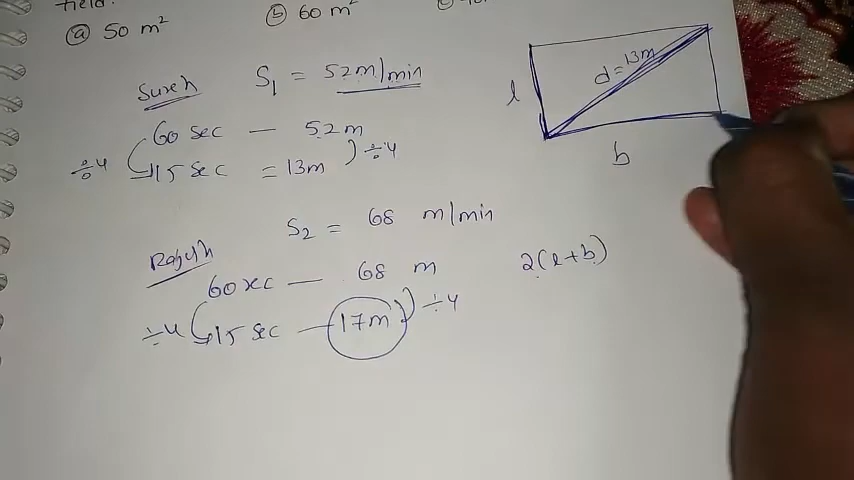 field.
ⓐ 50 m² ⓑ 60 m²
Suresh S₁ = 52m/min
60 sec — 52m
÷4 15 sec = 13m ÷4
l d = 13m
b
S₂ = 68 m/min
Rajesh
60 sec — 68 m
÷4 15 sec — 17m ÷4
2(l+b)